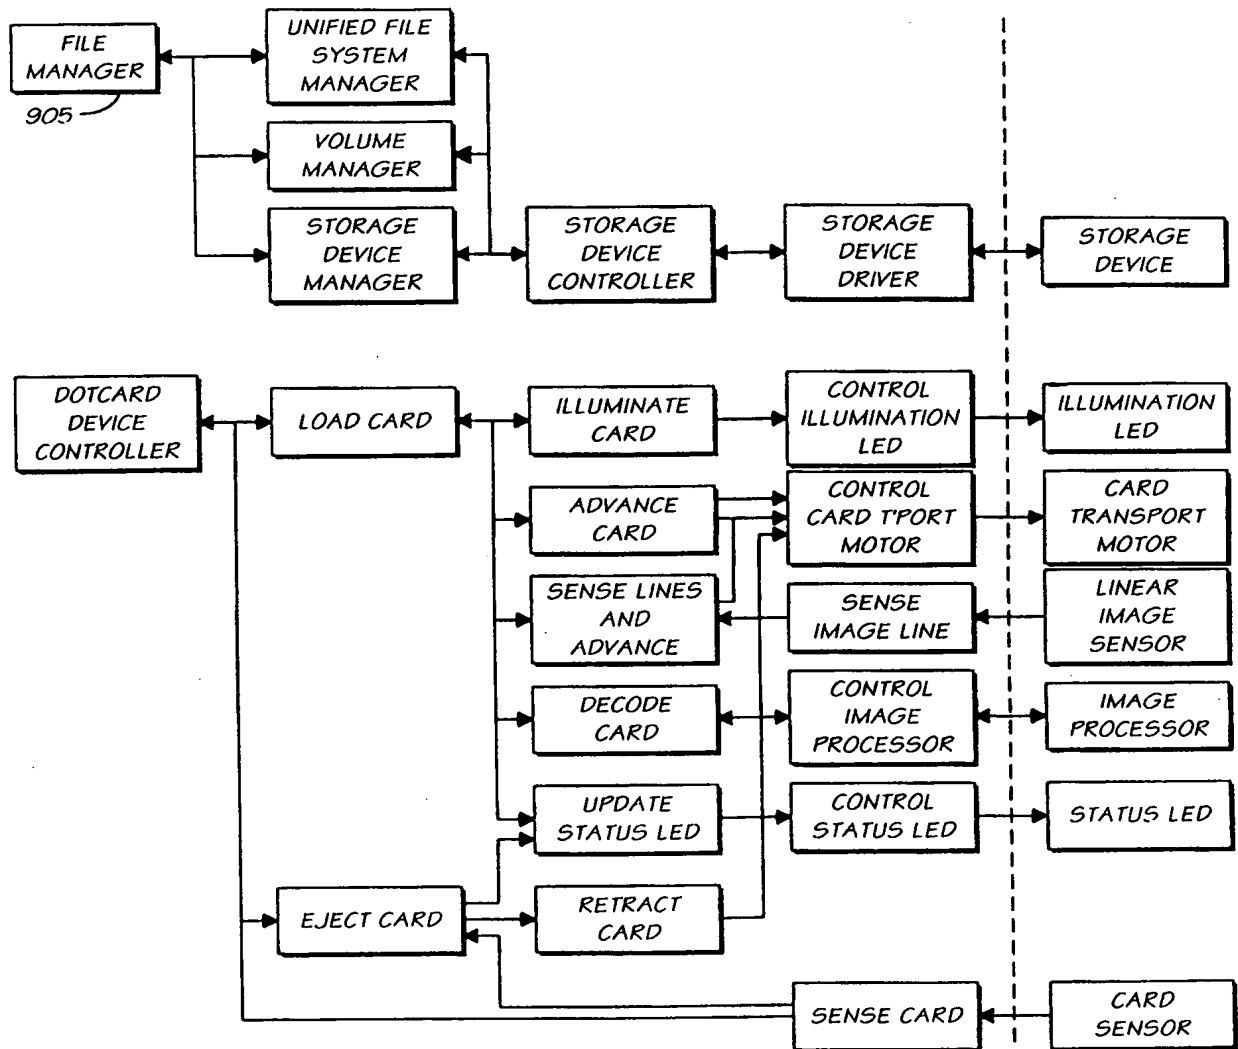 FILE
MANAGER
905
UNIFIED FILE
SYSTEM
MANAGER
VOLUME
MANAGER
STORAGE
DEVICE
MANAGER
STORAGE
DEVICE
CONTROLLER
STORAGE
DEVICE
DRIVER
STORAGE
DEVICE
DOTCARD
DEVICE
CONTROLLER
LOAD CARD
ILLUMINATE
CARD
CONTROL
ILLUMINATION
LED
ILLUMINATION
LED
ADVANCE
CARD
CONTROL
CARD T'PORT
MOTOR
CARD
TRANSPORT
MOTOR
SENSE LINES
AND
ADVANCE
SENSE
IMAGE LINE
LINEAR
IMAGE
SENSOR
DECODE
CARD
CONTROL
IMAGE
PROCESSOR
IMAGE
PROCESSOR
UPDATE
STATUS LED
CONTROL
STATUS LED
STATUS LED
EJECT CARD
RETRACT
CARD
SENSE CARD
CARD
SENSOR